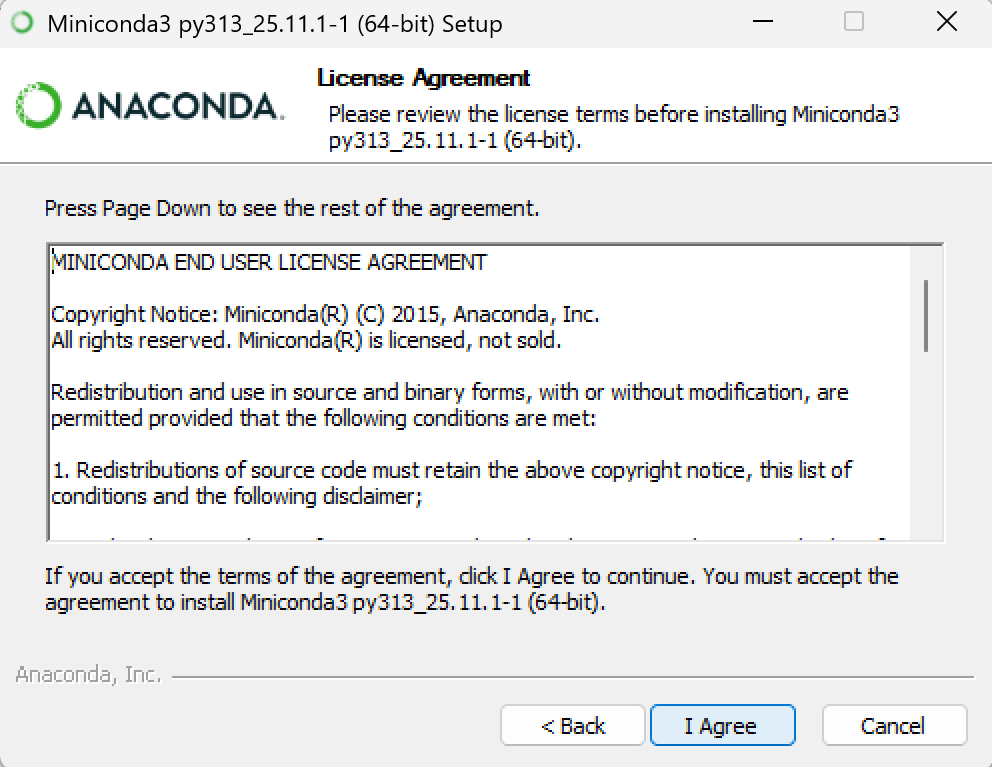 Miniconda3 py313_25.11.1-1 (64-bit) Setup
ANACONDA.
License Agreement
Please review the license terms before installing Miniconda3
py313_25.11.1-1 (64-bit).
Press Page Down to see the rest of the agreement.
MINICONDA END USER LICENSE AGREEMENT
Copyright Notice: Miniconda(R) (C) 2015, Anaconda, Inc.
All rights reserved. Miniconda(R) is licensed, not sold.
Redistribution and use in source and binary forms, with or without modification, are
permitted provided that the following conditions are met:
1. Redistributions of source code must retain the above copyright notice, this list of
conditions and the following disclaimer;
If you accept the terms of the agreement, click I Agree to continue. You must accept the
agreement to install Miniconda3 py313_25.11.1-1 (64-bit).
Anaconda, Inc.
< Back
I Agree
Cancel